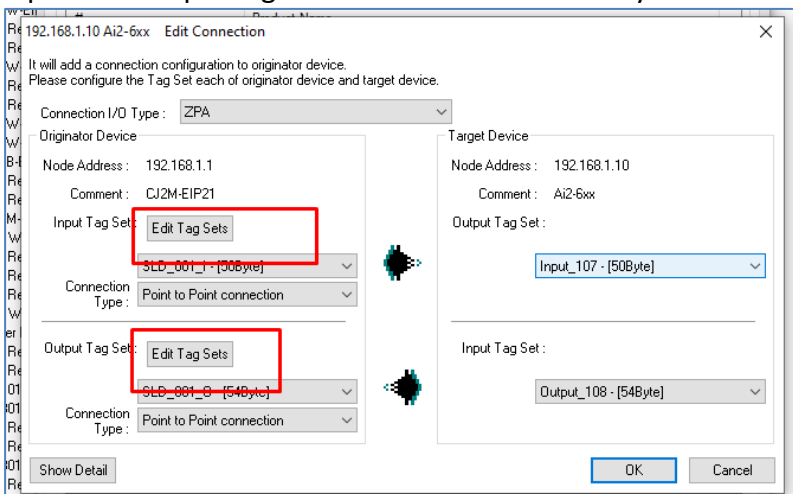 192.168.1.10 Ai2-6xx Edit Connection
It will add a connection configuration to originator device.
Please configure the Tag Set each of originator device and target device.
Connection I/O Type : ZPA
Originator Device
Node Address : 192.168.1.1
Comment : CJ2M-EIP21
Input Tag Set : Edit Tag Sets
SLD_001_I - [50Byte]
Connection Type : Point to Point connection
Output Tag Set : Edit Tag Sets
SLD_001_O - [54Byte]
Connection Type : Point to Point connection
Target Device
Node Address : 192.168.1.10
Comment : Ai2-6xx
Output Tag Set :
Input_107 - [50Byte]
Input Tag Set :
Output_108 - [54Byte]
Show Detail
OK
Cancel